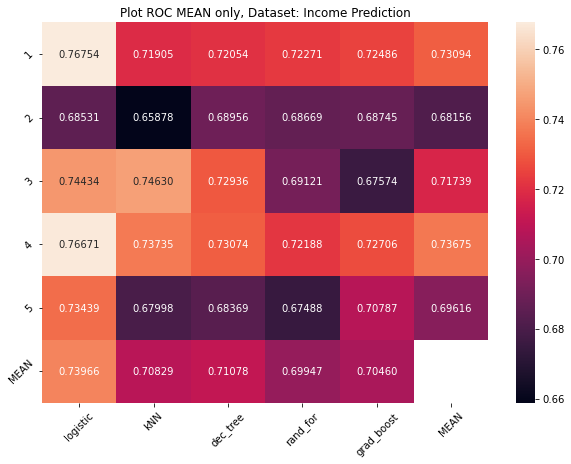 Plot ROC MEAN only, Dataset: Income Prediction
1 0.76754 0.71905 0.72054 0.72271 0.72486 0.73094
2 0.68531 0.65878 0.68956 0.68669 0.68745 0.68156
3 0.74434 0.74630 0.72936 0.69121 0.67574 0.71739
4 0.76671 0.73735 0.73074 0.72188 0.72706 0.73675
5 0.73439 0.67998 0.68369 0.67488 0.70787 0.69616
MEAN 0.73966 0.70829 0.71078 0.69947 0.70460
logistic kNN dec_tree rand_for grad_boost MEAN
0.76
0.74
0.72
0.70
0.68
0.66